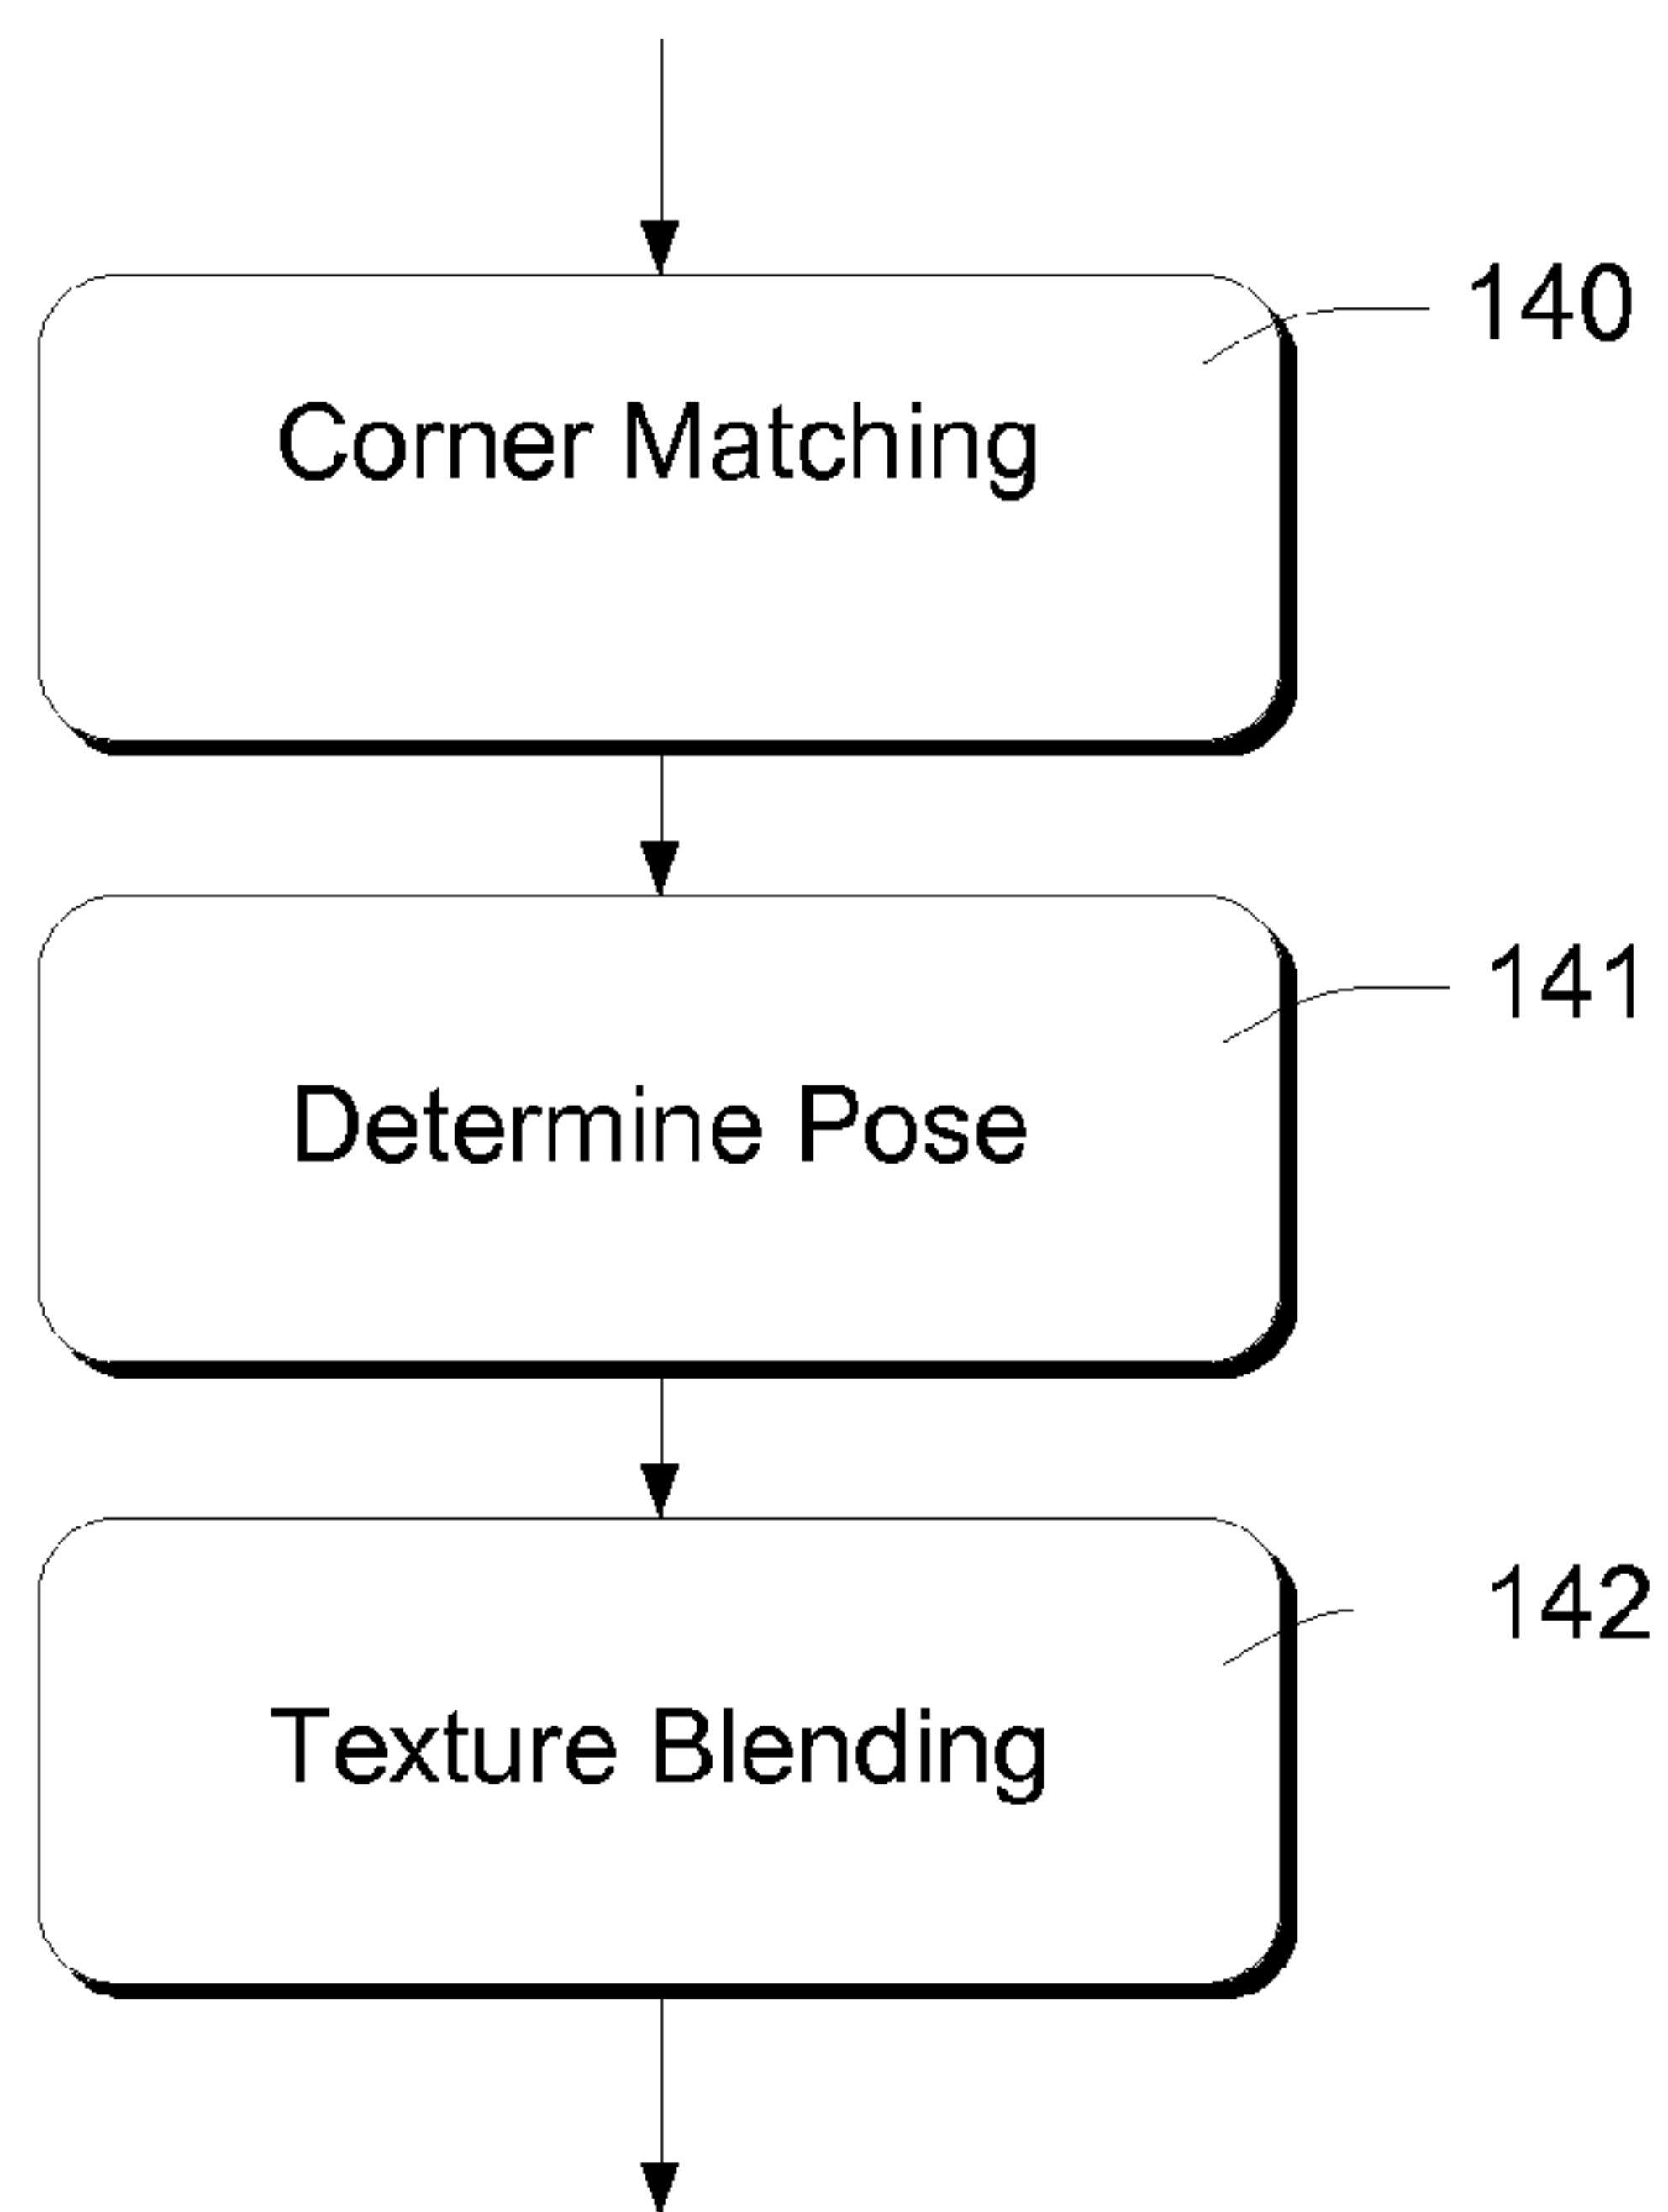 140
Corner Matching
141
Determine Pose
142
Texture Blending